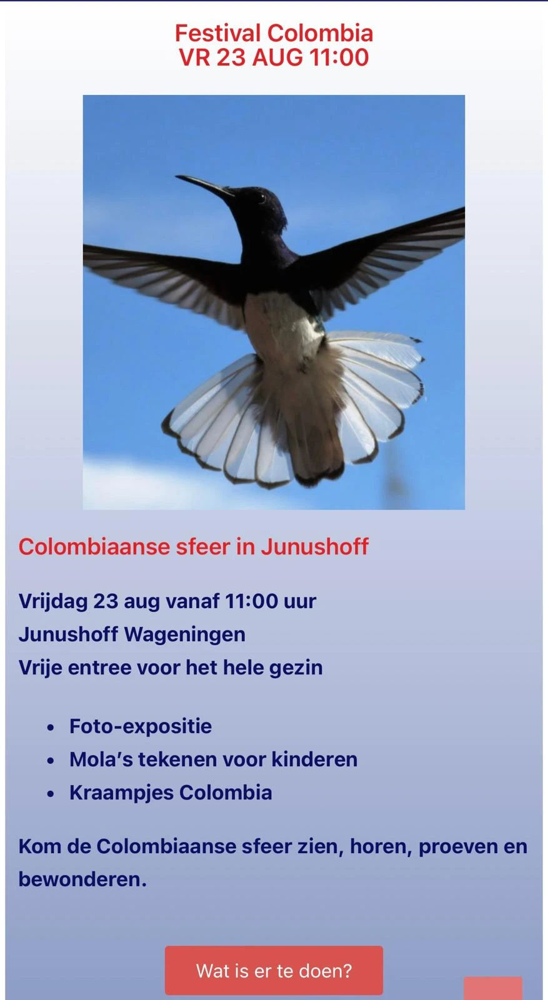 Festival Colombia
VR 23 AUG 11:00
Colombiaanse sfeer in Junushoff
Vrijdag 23 aug vanaf 11:00 uur
Junushoff Wageningen
Vrije entree voor het hele gezin
• Foto-expositie
• Mola’s tekenen voor kinderen
• Kraampjes Colombia
Kom de Colombiaanse sfeer zien, horen, proeven en
bewonderen.
Wat is er te doen?